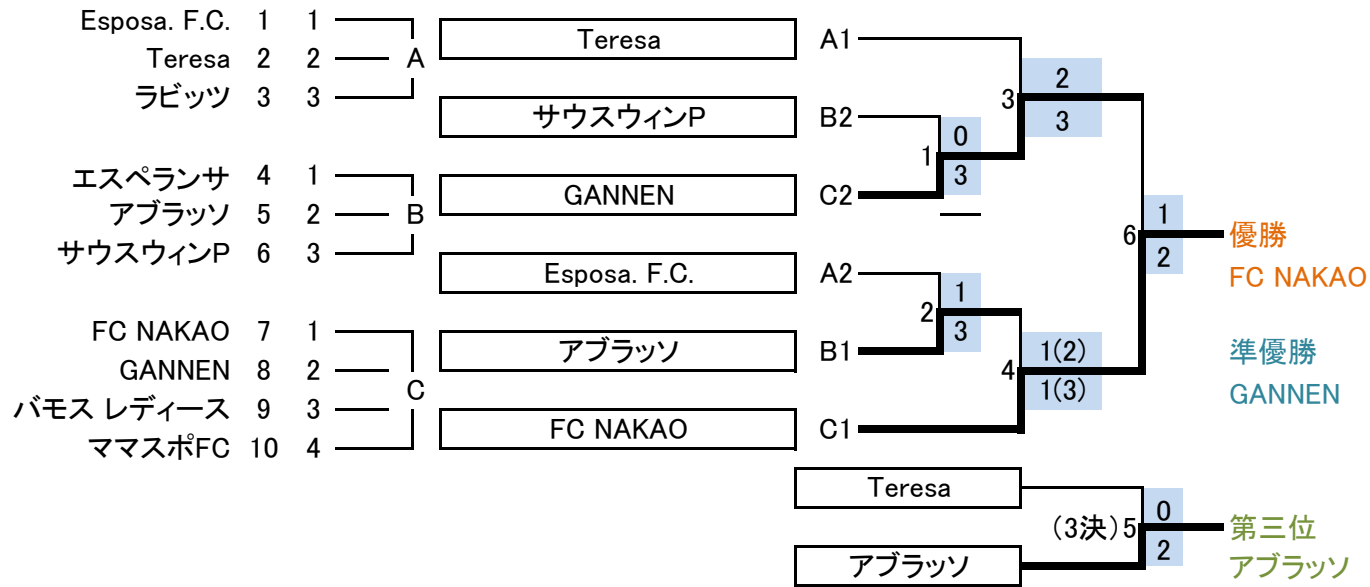 Esposa. F.C. 1 1
Teresa 2 2 A
ラビッツ 3 3
エスペランサ 4 1
アブラッソ 5 2 B
サウスウィンP 6 3
FC NAKAO 7 1
GANNEN 8 2
C
バモス レディース 9 3
ママスポFC 10 4
Teresa A1
サウスウィンP B2
GANNEN C2
Esposa. F.C. A2
アブラッソ B1
FC NAKAO C1
1 0
3
2 1
3
3 2
3
4 1(2)
1(3)
6 1
2
優勝
FC NAKAO
準優勝
GANNEN
Teresa
(3決) 5 0
2
アブラッソ
第三位
アブラッソ